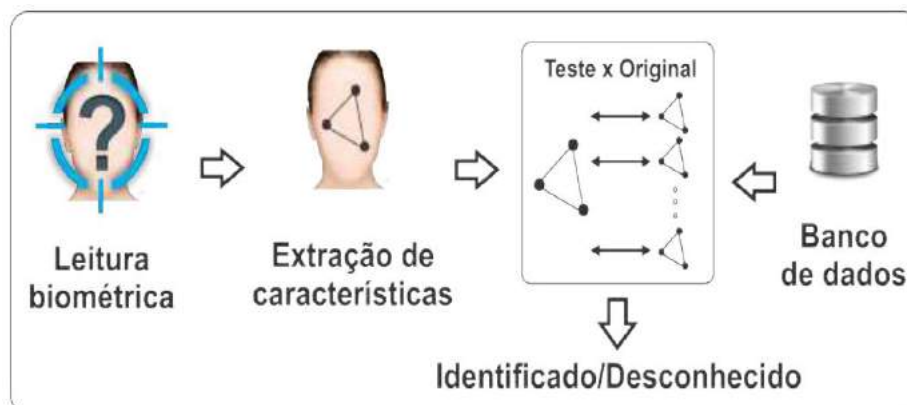 ?
Teste x Original
Leitura
biométrica
Extração de
características
Banco
de dados
Identificado/Desconhecido